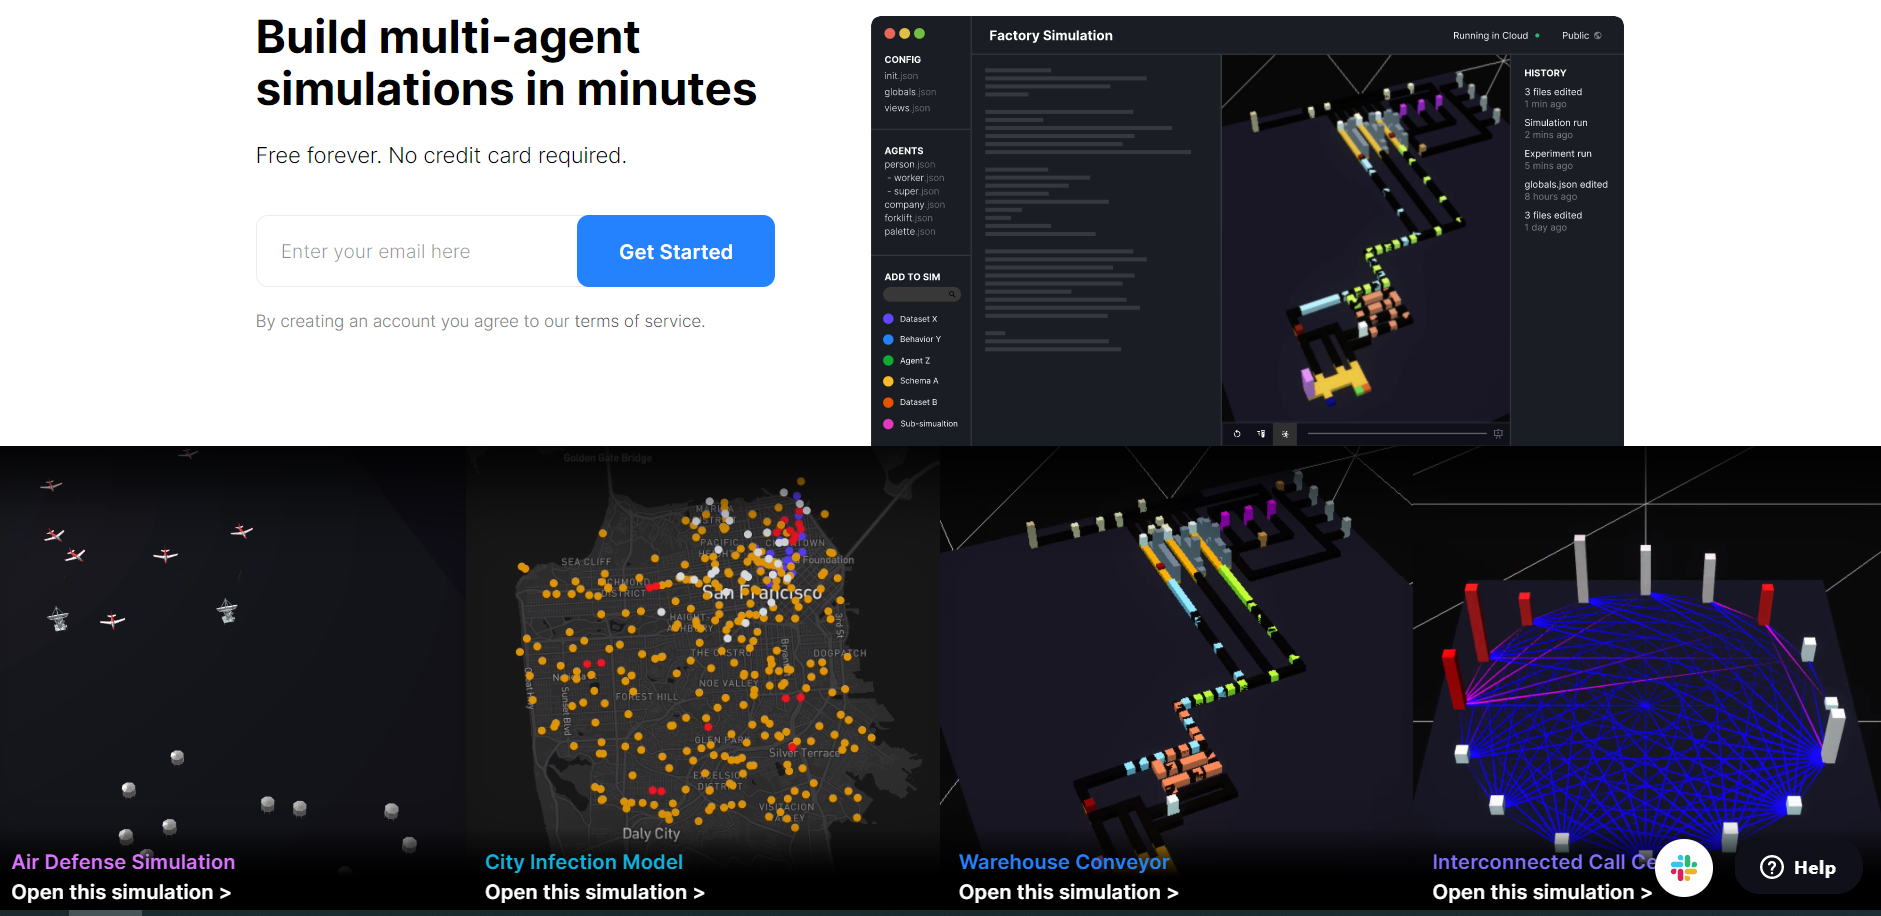 Build multi-agent
simulations in minutes
Free forever. No credit card required.
Enter your email here
Get Started
By creating an account you agree to our terms of service.
Factory Simulation
Running in Cloud
Public
CONFIG
init.json
globals.json
views.json
AGENTS
person.json
- worker.json
- super.json
company.json
forklift.json
palette.json
ADD TO SIM
Dataset X
Behavior Y
Agent Z
Schema A
Dataset B
Sub-simualtion
HISTORY
3 files edited
1 min ago
Simulation run
2 mins ago
Experiment run
5 mins ago
globals.json edited
8 hours ago
3 files edited
1 day ago
Air Defense Simulation
Open this simulation >
Golden Gate Bridge
SEA CLIFF
PACIFIC
Foundation
RICHMOND
DISTRICT
San Francisco
HAIGHT-
ASHBURY
3rd St
THE CASTRO
DOGPATCH
NOE VALLEY
FOREST HILL
Sunset Blvd
GLEN PARK
Silver Terrace
EXCELSIOR
DISTRICT
VISITACION
VALLEY
Daly City
City Infection Model
Open this simulation >
Warehouse Conveyor
Open this simulation >
Interconnected Call Ce
Open this simulation >
Help